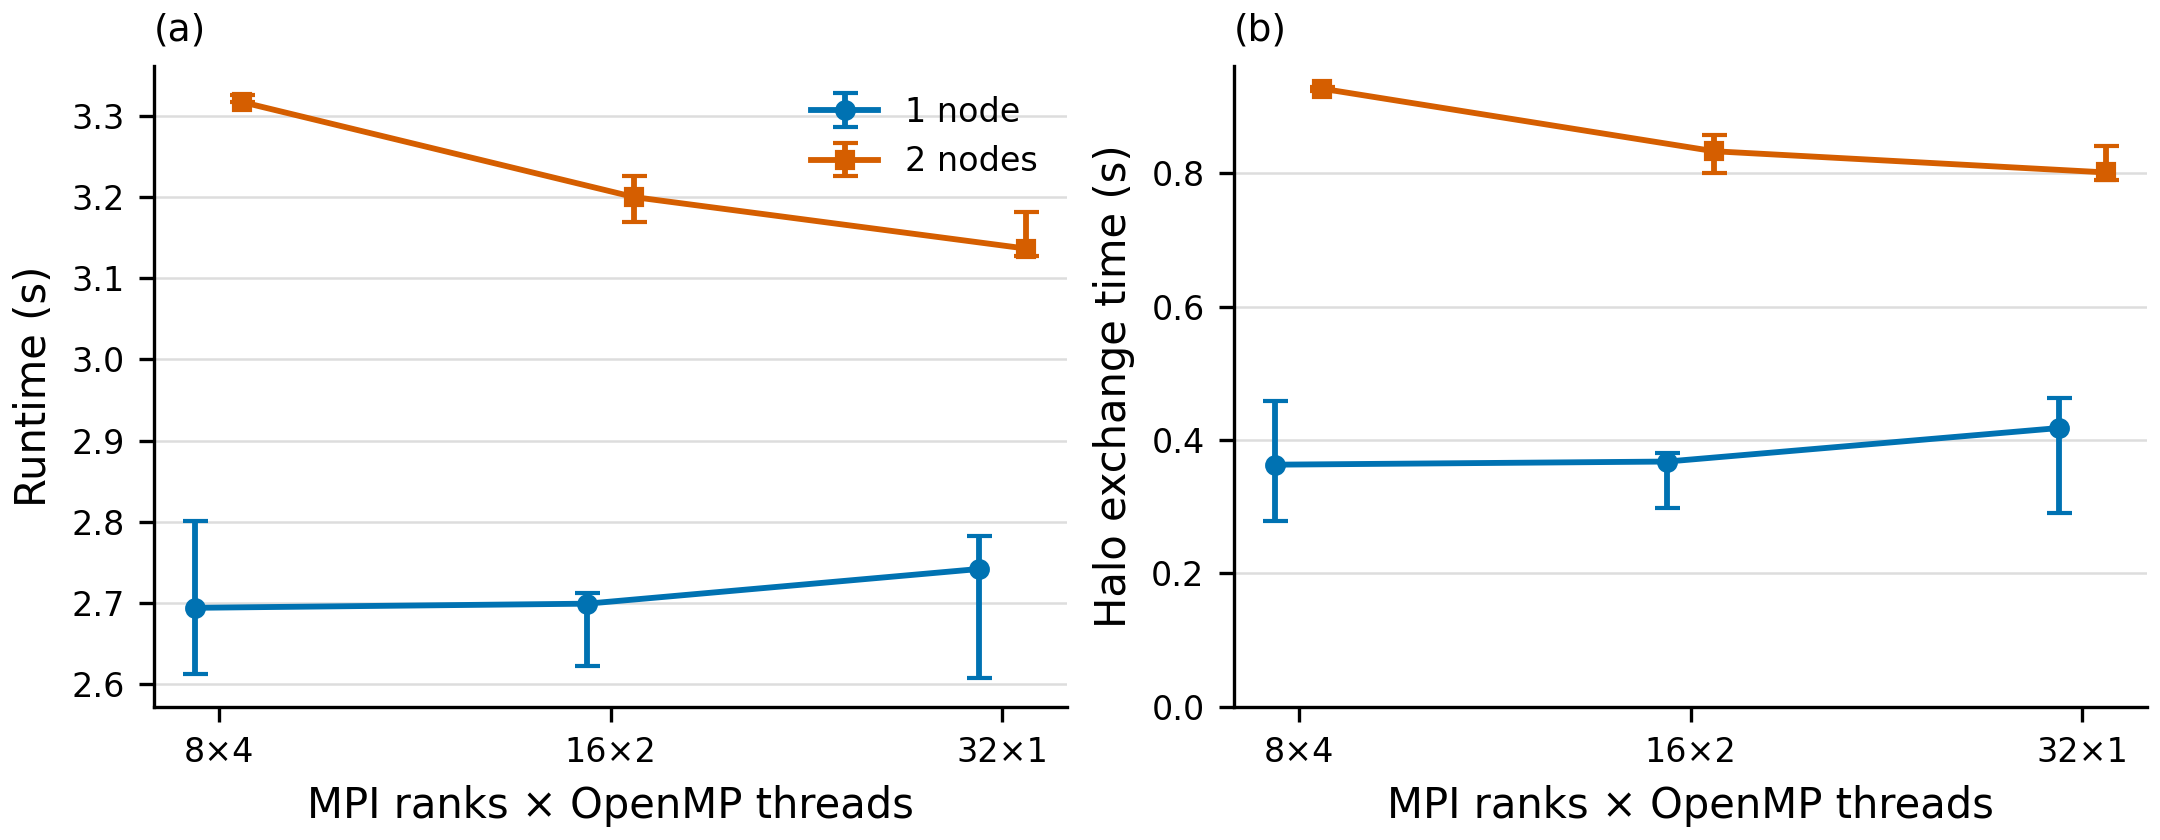 (a)
Runtime (s)
3.3
3.2
3.1
3.0
2.9
2.8
2.7
2.6
1 node
2 nodes
8×4
16×2
32×1
MPI ranks × OpenMP threads
(b)
Halo exchange time (s)
0.8
0.6
0.4
0.2
0.0
8×4
16×2
32×1
MPI ranks × OpenMP threads